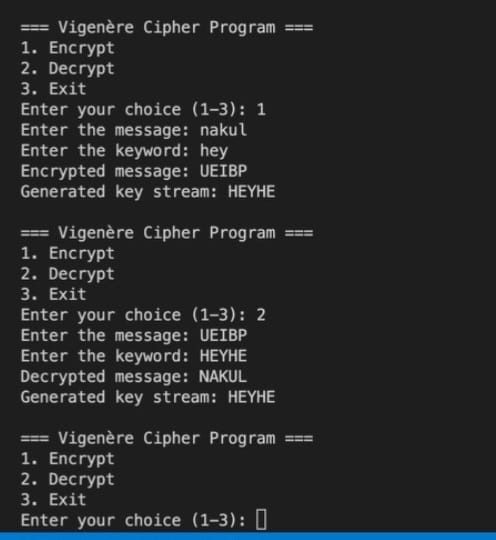 === Vigenère Cipher Program ===
1. Encrypt
2. Decrypt
3. Exit
Enter your choice (1-3): 1
Enter the message: nakul
Enter the keyword: hey
Encrypted message: UEIBP
Generated key stream: HEYHE
=== Vigenère Cipher Program ===
1. Encrypt
2. Decrypt
3. Exit
Enter your choice (1-3): 2
Enter the message: UEIBP
Enter the keyword: HEYHE
Decrypted message: NAKUL
Generated key stream: HEYHE
=== Vigenère Cipher Program ===
1. Encrypt
2. Decrypt
3. Exit
Enter your choice (1-3):